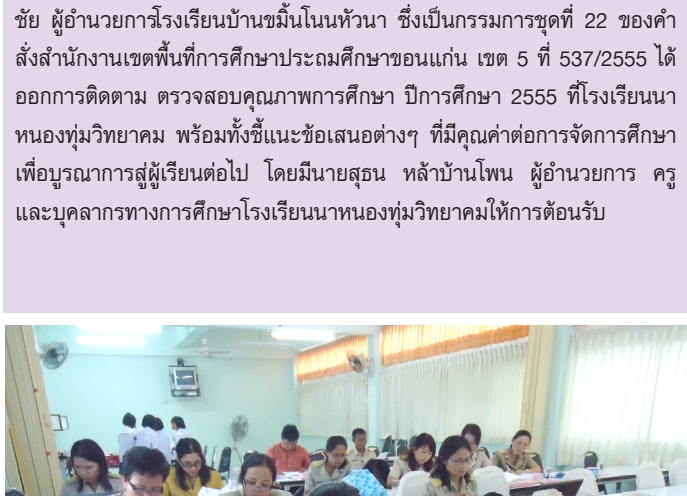 ชัย ผู้อำนวยการโรงเรียนบ้านขมิ้นโนนหัวนา ซึ่งเป็นกรรมการชุดที่ 22 ของคำ
สั่งสำนักงานเขตพื้นที่การศึกษาประถมศึกษาขอนแก่น เขต 5 ที่ 537/2555 ได้
ออกการติดตาม ตรวจสอบคุณภาพการศึกษา ปีการศึกษา 2555 ที่โรงเรียนนา
หนองทุ่มวิทยาคม พร้อมทั้งชี้แนะข้อเสนอต่างๆ ที่มีคุณค่าต่อการจัดการศึกษา
เพื่อบูรณาการสู่ผู้เรียนต่อไป โดยมีนายสุธน หล้าบ้านโพน ผู้อำนวยการ ครู
และบุคลากรทางการศึกษาโรงเรียนนาหนองทุ่มวิทยาคมให้การต้อนรับ